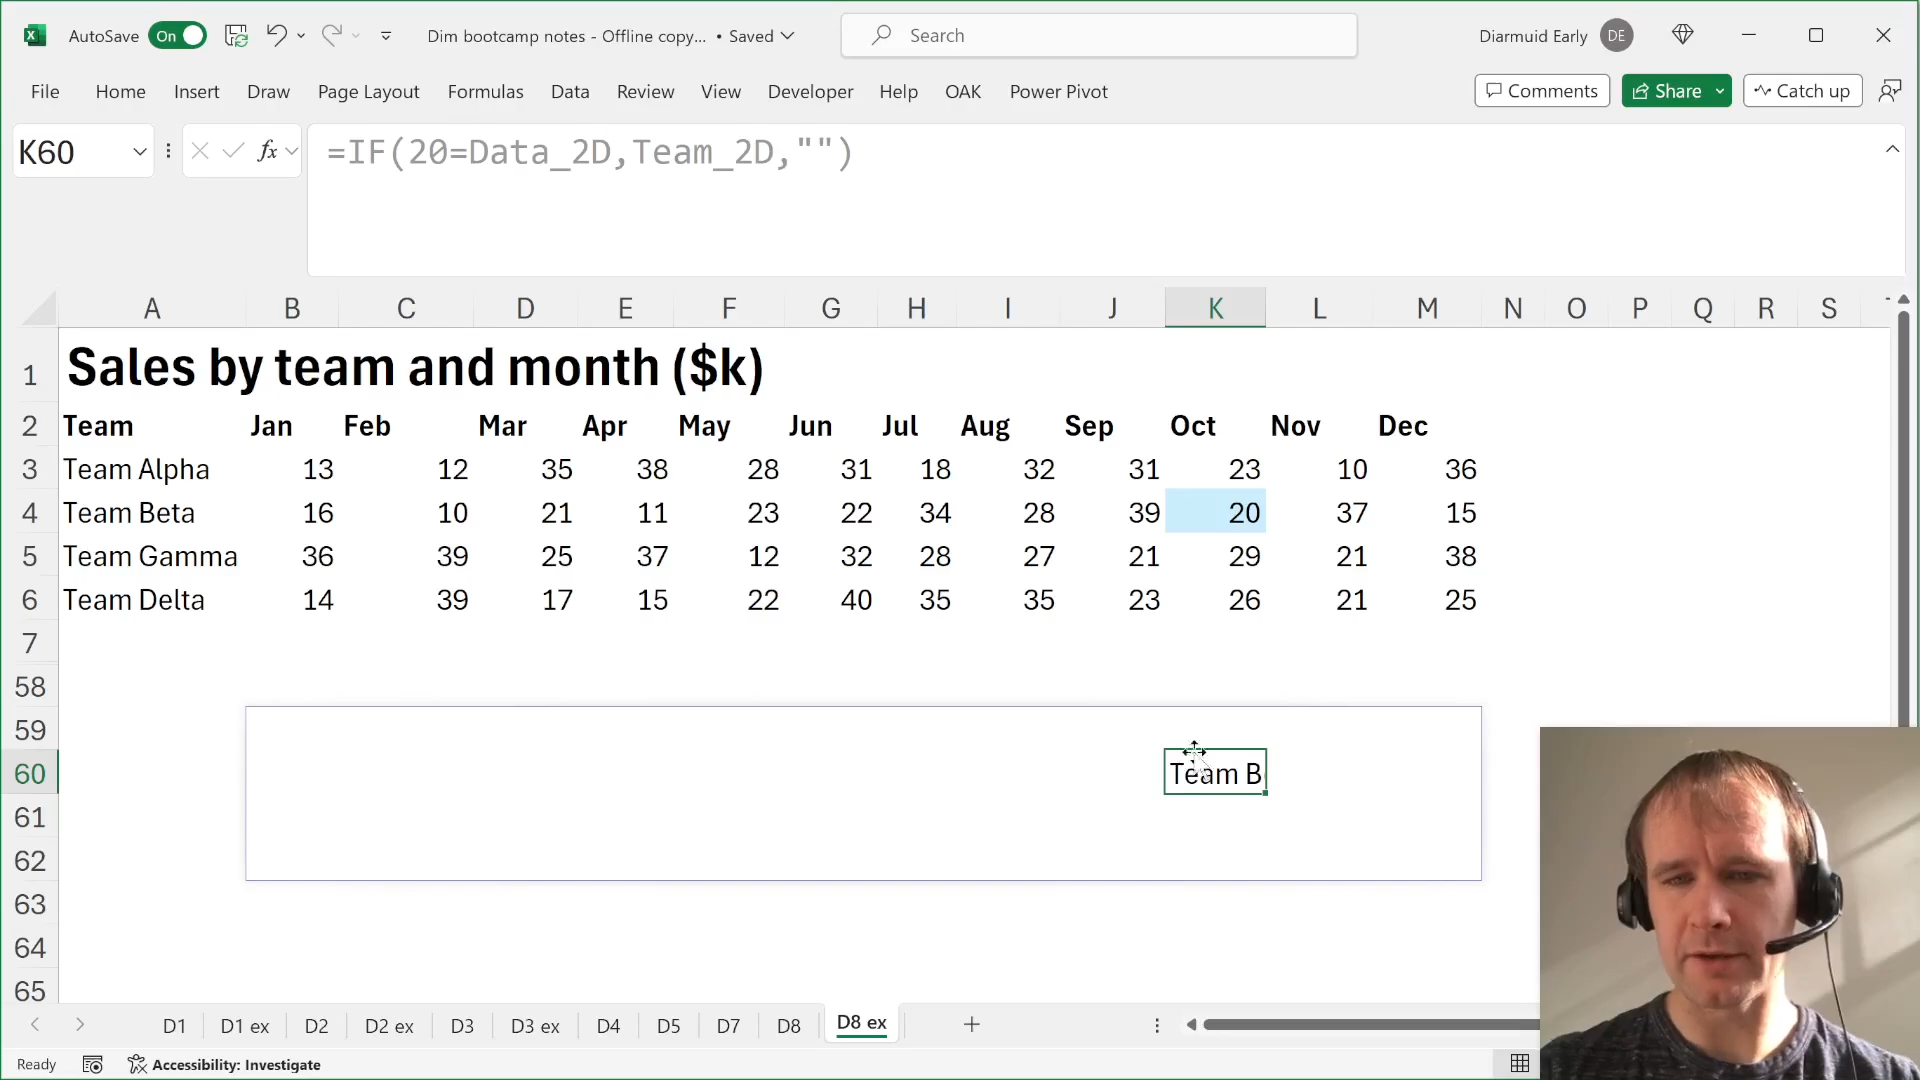 AutoSave On Dim bootcamp notes - Offline copy... • Saved Search Diarmuid Early DE
File Home Insert Draw Page Layout Formulas Data Review View Developer Help OAK Power Pivot Comments Share Catch up
K60 fx =IF(20=Data_2D,Team_2D,"")
A B C D E F G H I J K L M N O P Q R S
1 Sales by team and month ($k)
2 Team Jan Feb Mar Apr May Jun Jul Aug Sep Oct Nov Dec
3 Team Alpha 13 12 35 38 28 31 18 32 31 23 10 36
4 Team Beta 16 10 21 11 23 22 34 28 39 20 37 15
5 Team Gamma 36 39 25 37 12 32 28 27 21 29 21 38
6 Team Delta 14 39 17 15 22 40 35 35 23 26 21 25
7
58
59
60 Team B
61
62
63
64
65
D1 D1 ex D2 D2 ex D3 D3 ex D4 D5 D7 D8 D8 ex
Ready Accessibility: Investigate